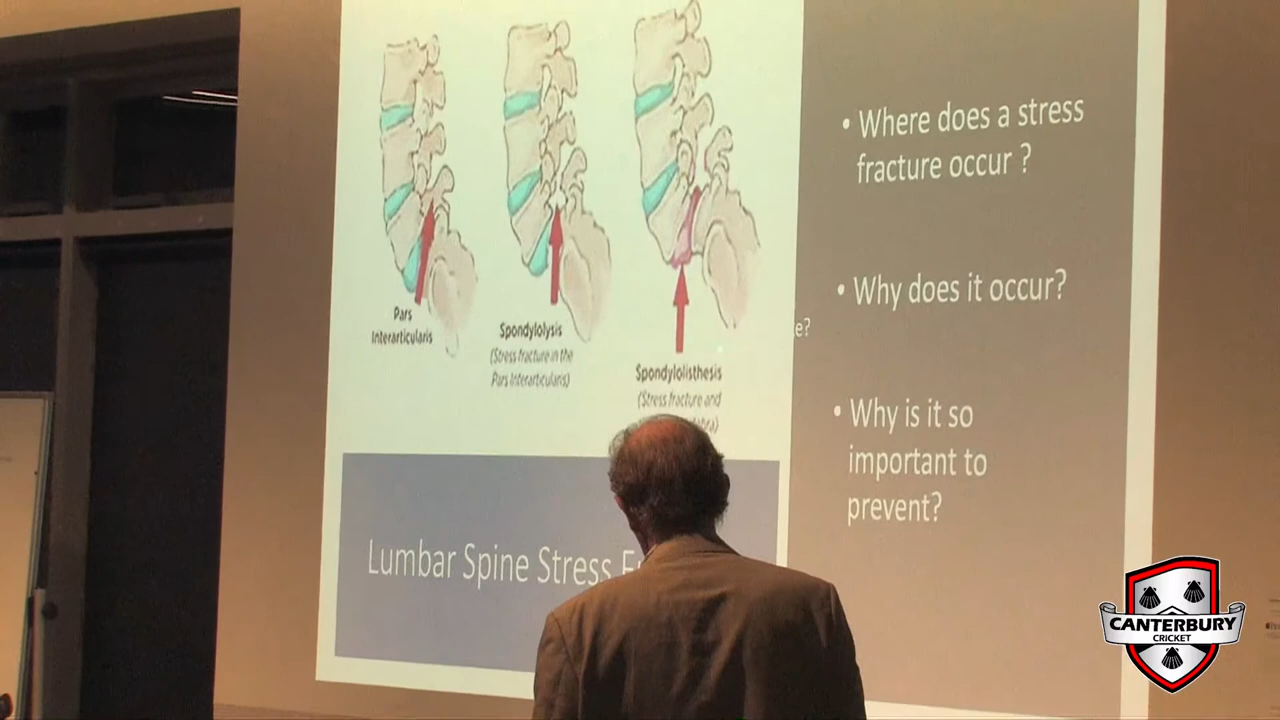 Pars
Interarticularis
Spondylolysis
(Stress fracture in the
Pars Interarticularis)
Spondylolisthesis
(Stress fracture and
Lumbar Spine Stress
• Where does a stress
fracture occur ?
• Why does it occur?
e?
• Why is it so
important to
prevent?
CANTERBURY
CRICKET